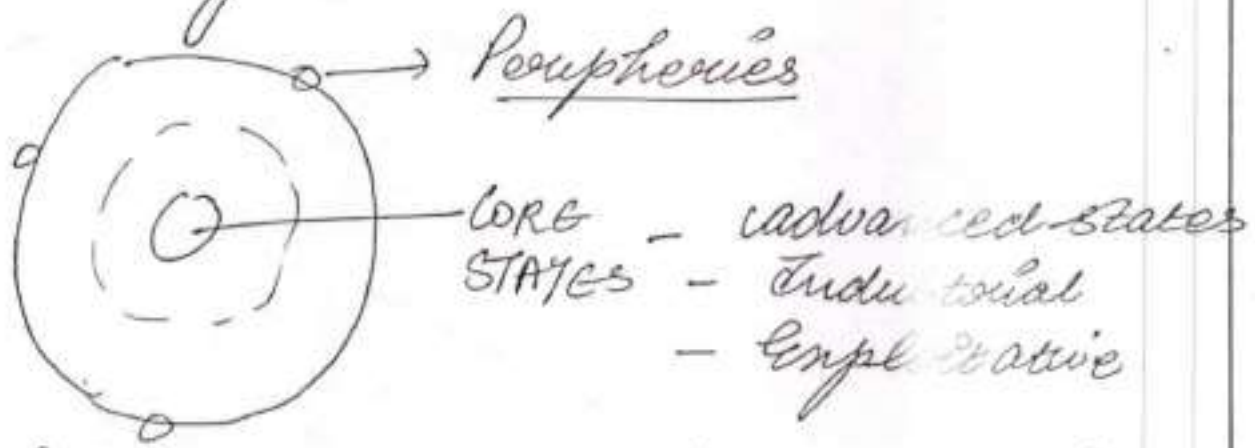 Peripheries
CORE - advanced states
STATES - Industrial
- Exploitative